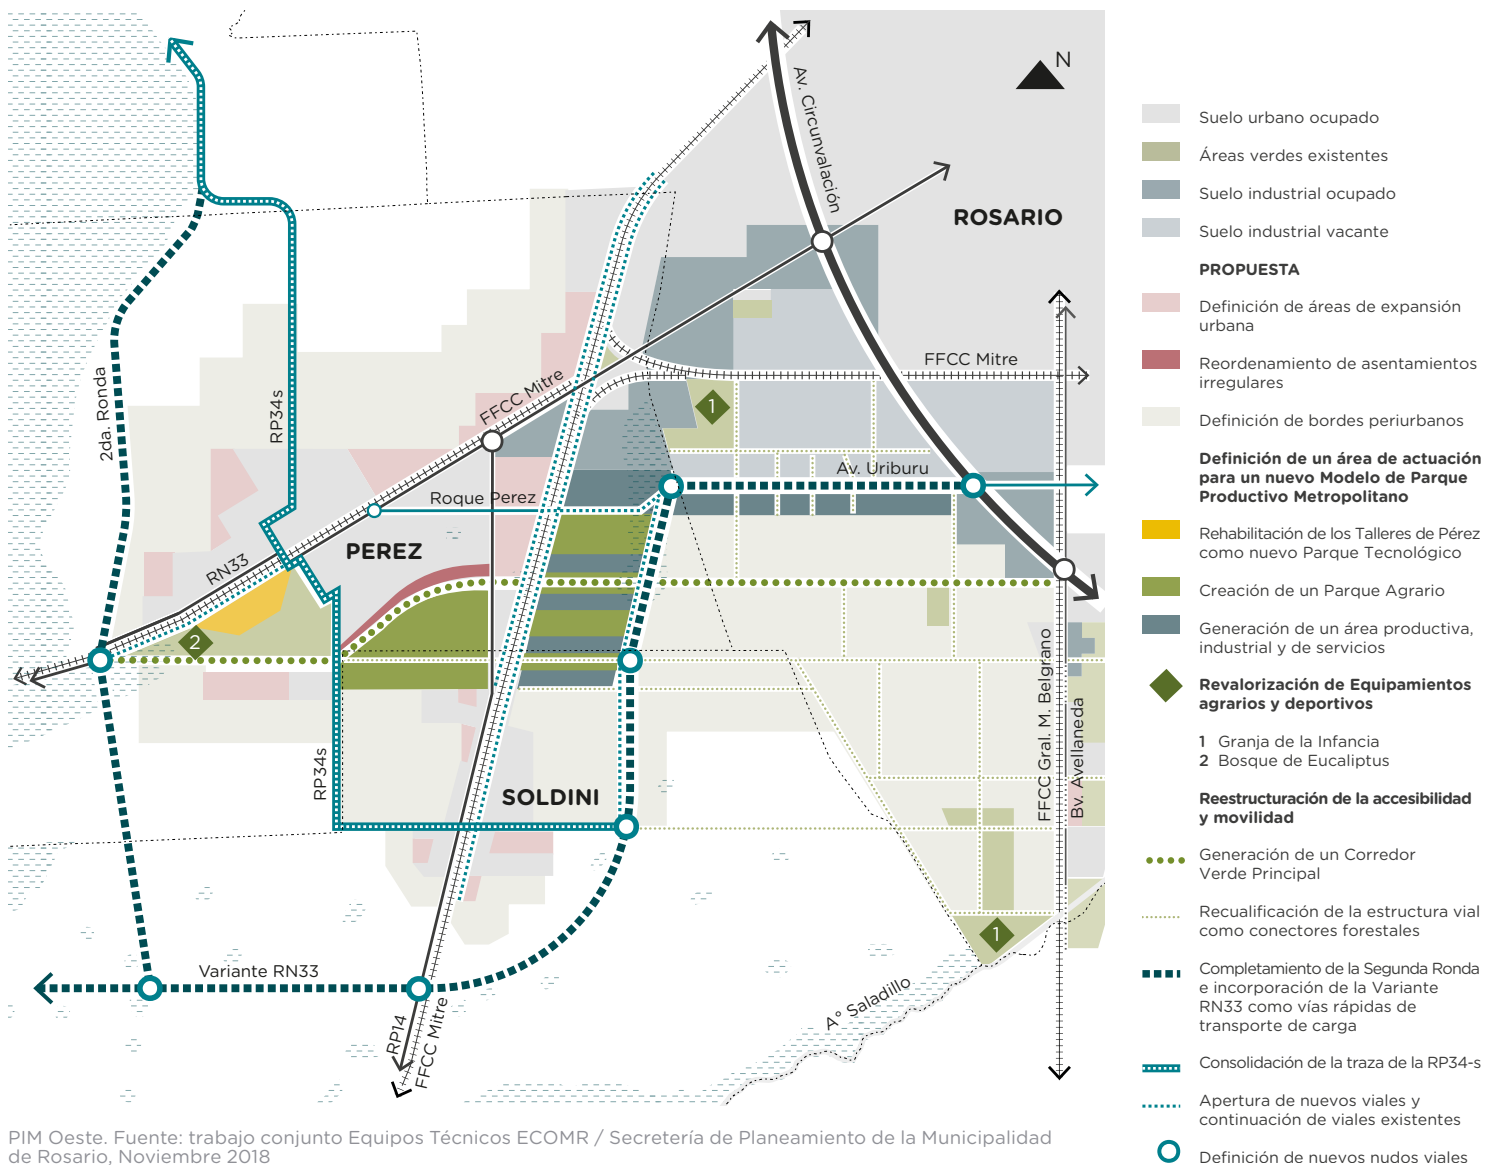 N
Av. Circunvalación
ROSARIO
FFCC Mitre
FFCC Mitre
2da. Ronda
RP34s
1
Av. Uriburu
Roque Perez
PEREZ
RN33
2
FFCC Gral. M. Belgrano
Bv. Avellaneda
RP34s
SOLDINI
1
Variante RN33
A° Saladillo
RP14
FFCC Mitre
Suelo urbano ocupado
Áreas verdes existentes
Suelo industrial ocupado
Suelo industrial vacante
PROPUESTA
Definición de áreas de expansión
urbana
Reordenamiento de asentamientos
irregulares
Definición de bordes periurbanos
Definición de un área de actuación
para un nuevo Modelo de Parque
Productivo Metropolitano
Rehabilitación de los Talleres de Pérez
como nuevo Parque Tecnológico
Creación de un Parque Agrario
Generación de un área productiva,
industrial y de servicios
Revalorización de Equipamientos
agrarios y deportivos
1 Granja de la Infancia
2 Bosque de Eucaliptus
Reestructuración de la accesibilidad
y movilidad
Generación de un Corredor
Verde Principal
Recualificación de la estructura vial
como conectores forestales
Completamiento de la Segunda Ronda
e incorporación de la Variante
RN33 como vías rápidas de
transporte de carga
Consolidación de la traza de la RP34-s
Apertura de nuevos viales y
continuación de viales existentes
Definición de nuevos nudos viales
PIM Oeste. Fuente: trabajo conjunto Equipos Técnicos ECOMR / Secretería de Planeamiento de la Municipalidad
de Rosario, Noviembre 2018